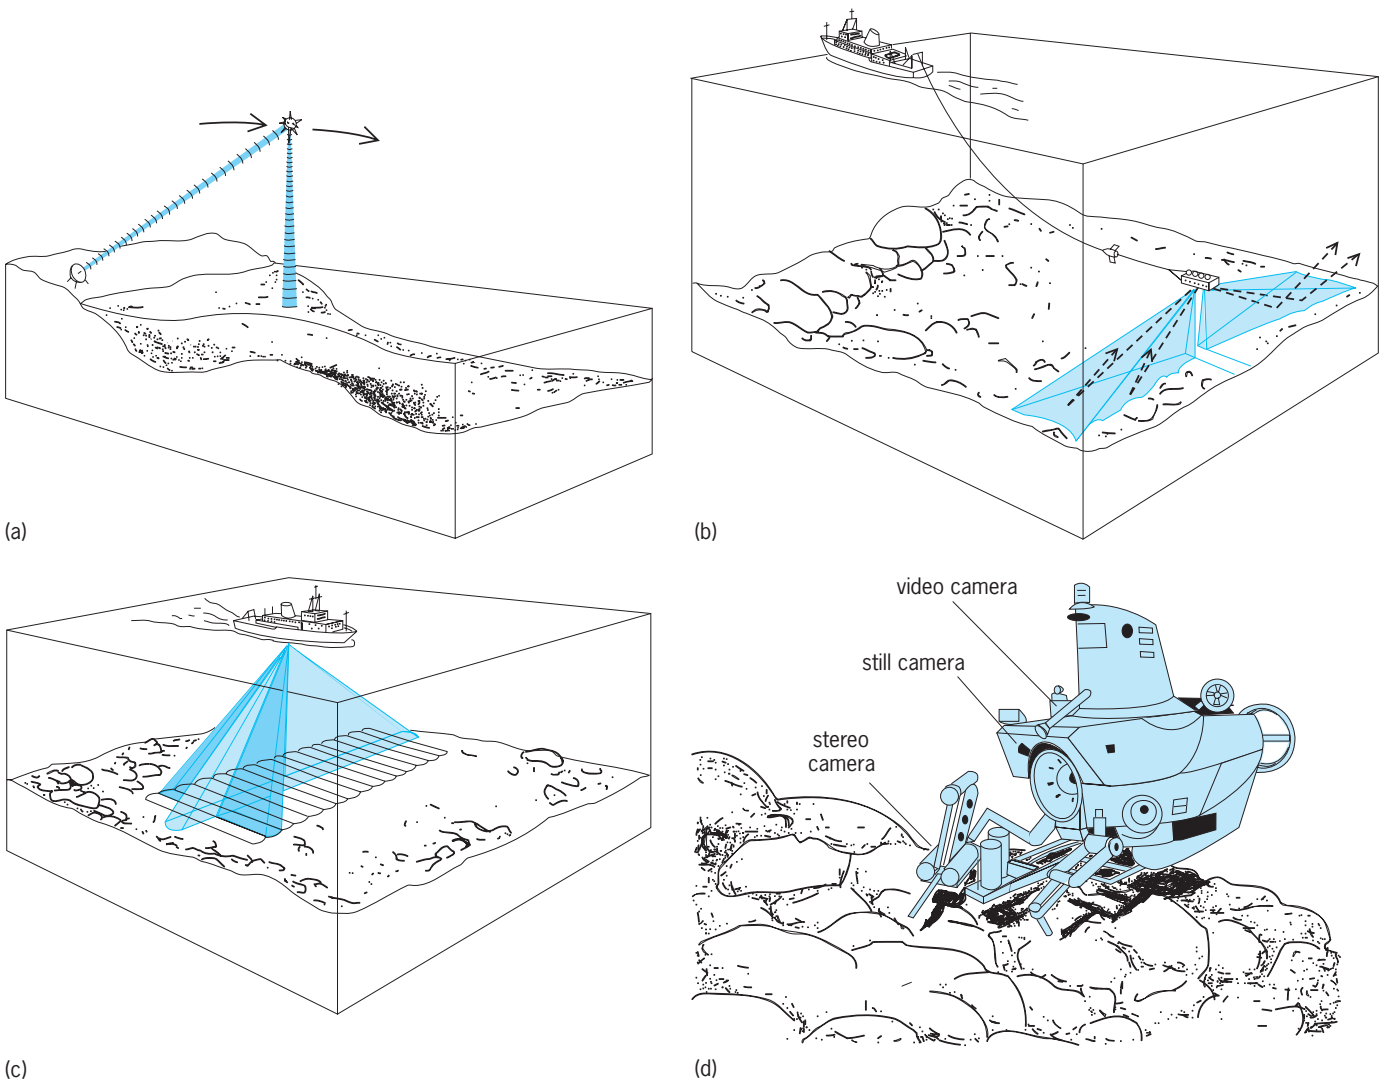 (a)
(b)
(c)
video camera
still camera
stereo
camera
(d)